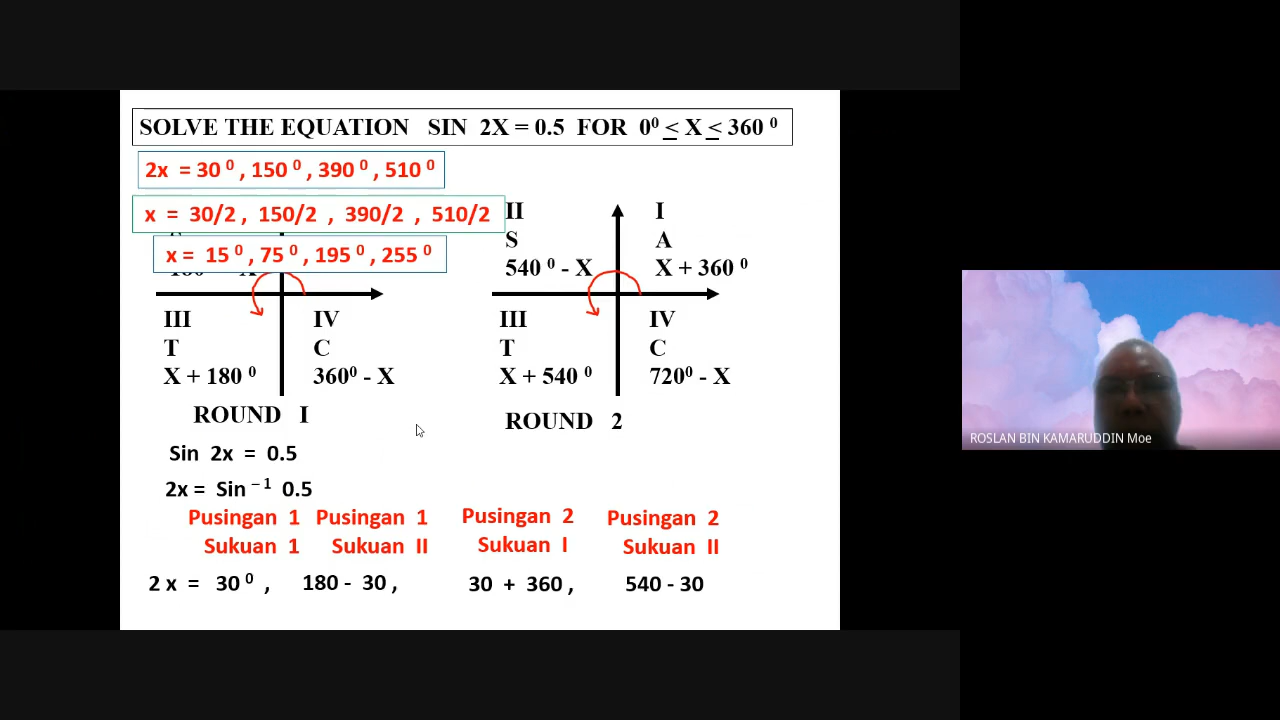 SOLVE THE EQUATION SIN 2X = 0.5 FOR 0⁰ ≤ X ≤ 360 ⁰
2x = 30 ⁰ , 150 ⁰ , 390 ⁰ , 510 ⁰
x = 30/2 , 150/2 , 390/2 , 510/2
x = 15 ⁰ , 75 ⁰ , 195 ⁰ , 255 ⁰
II I
S A
540 ⁰ - X X + 360 ⁰
III IV III IV
T C T C
X + 180 ⁰ 360⁰ - X X + 540 ⁰ 720⁰ - X
ROUND I ROUND 2
Sin 2x = 0.5
2x = Sin ⁻¹ 0.5
Pusingan 1 Pusingan 1 Pusingan 2 Pusingan 2
Sukuan 1 Sukuan II Sukuan I Sukuan II
2 x = 30 ⁰ , 180 - 30 , 30 + 360 , 540 - 30
ROSLAN BIN KAMARUDDIN Moe